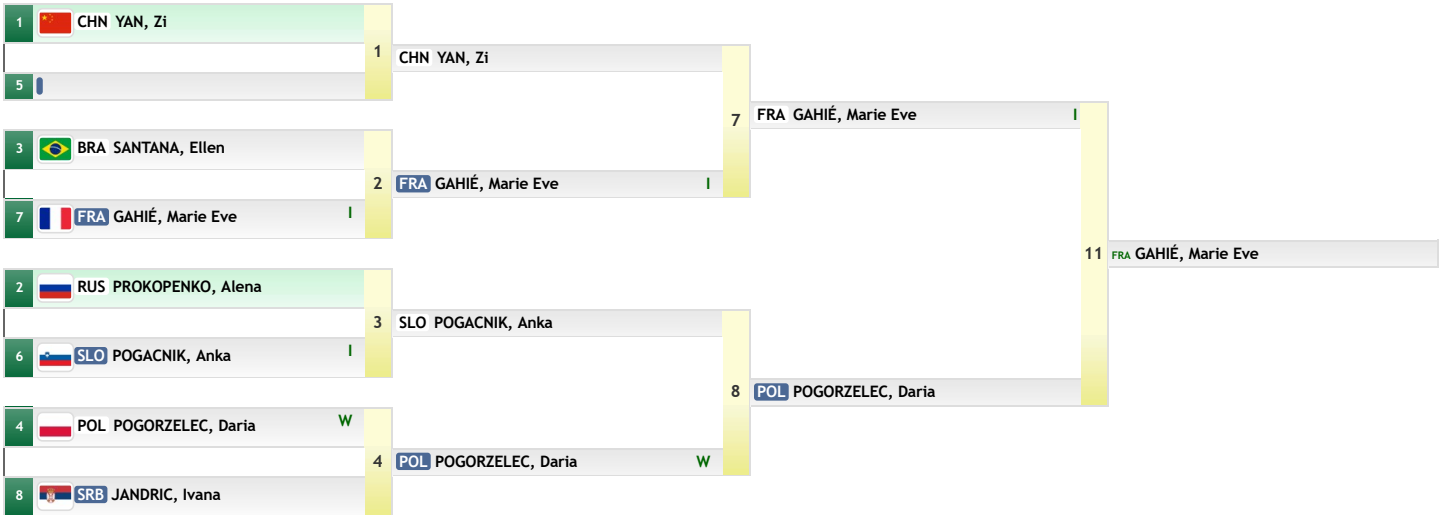 1 CHN YAN, Zi
1
5
CHN YAN, Zi
3 BRA SANTANA, Ellen
2
7 FRA GAHIÉ, Marie Eve I
FRA GAHIÉ, Marie Eve I
7
FRA GAHIÉ, Marie Eve I
2 RUS PROKOPENKO, Alena
3
6 SLO POGACNIK, Anka I
SLO POGACNIK, Anka
4 POL POGORZELEC, Daria W
4
8 SRB JANDRIC, Ivana
POL POGORZELEC, Daria W
8
POL POGORZELEC, Daria
11
FRA GAHIÉ, Marie Eve